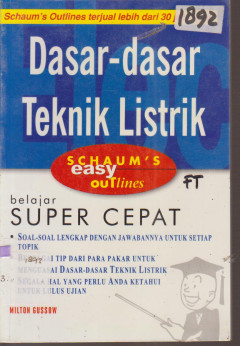 Schaum's Outlines terjual lebih dari 30
1892
Dasar-dasar
Teknik Listrik
SCHAUM'S
easy
OUTlines
FT
belajar
SUPER CEPAT
• SOAL-SOAL LENGKAP DENGAN JAWABANNYA UNTUK SETIAP
TOPIK
TIP DARI PARA PAKAR UNTUK
MENGUASAI DASAR-DASAR TEKNIK LISTRIK
YANG PERLU ANDA KETAHUI
UNTUK LULUS UJIAN
MILTON GUSSOW